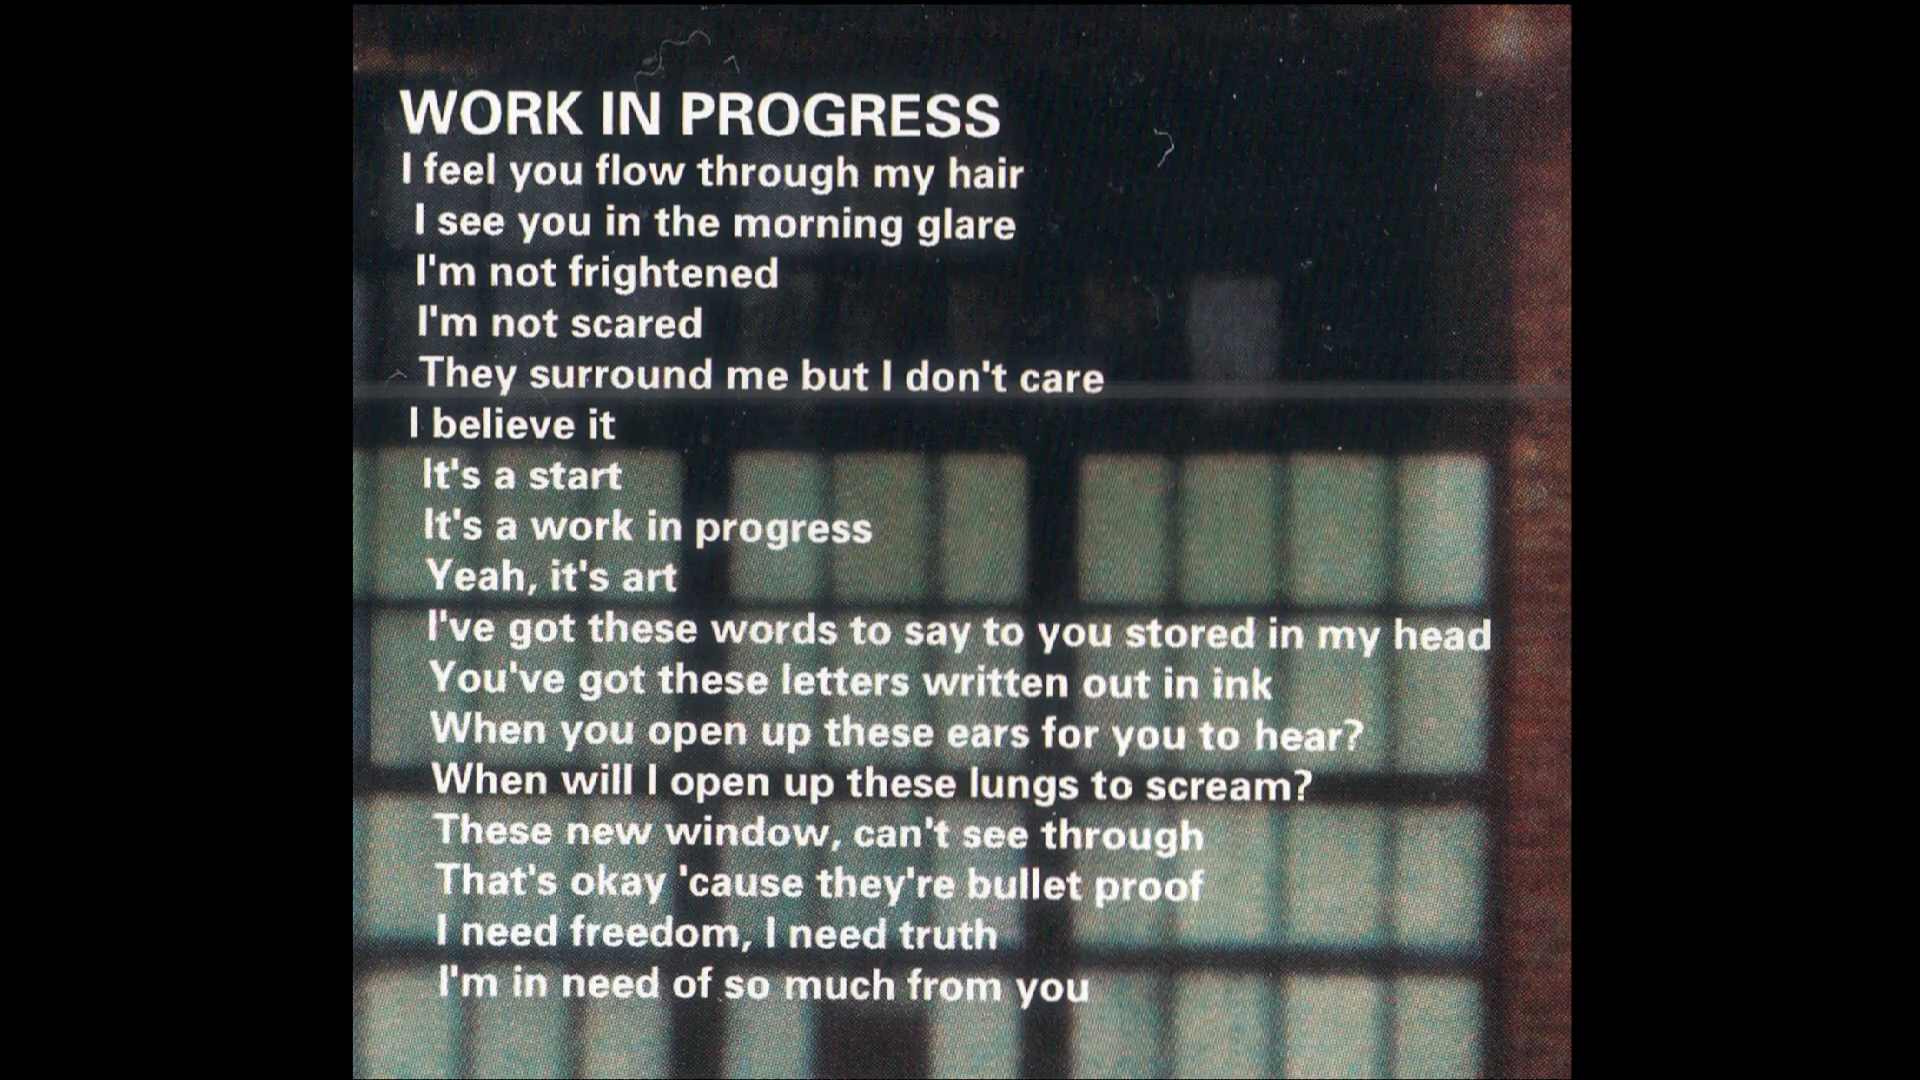 WORK IN PROGRESS
I feel you flow through my hair
I see you in the morning glare
I'm not frightened
I'm not scared
They surround me but I don't care
I believe it
It's a start
It's a work in progress
Yeah, it's art
I've got these words to say to you stored in my head
You've got these letters written out in ink
When you open up these ears for you to hear?
When will I open up these lungs to scream?
These new window, can't see through
That's okay 'cause they're bullet proof
I need freedom, I need truth
I'm in need of so much from you